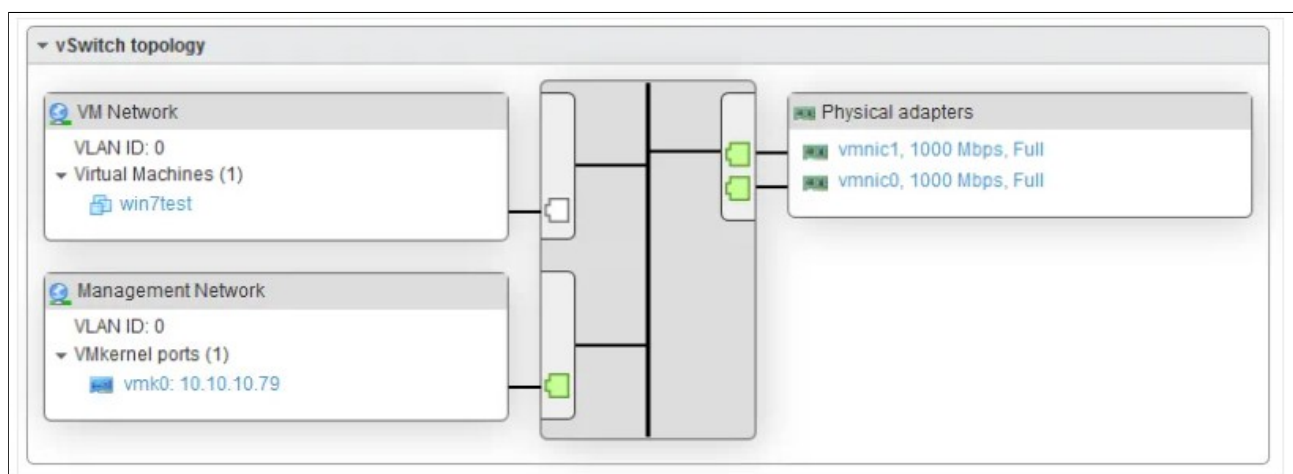 vSwitch topology
VM Network
VLAN ID: 0
Virtual Machines (1)
win7test
Management Network
VLAN ID: 0
VMkernel ports (1)
vmk0: 10.10.10.79
Physical adapters
vmnic1, 1000 Mbps, Full
vmnic0, 1000 Mbps, Full